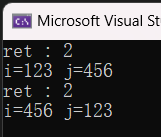 Microsoft Visual St
ret : 2
i=123 j=456
ret : 2
i=456 j=123